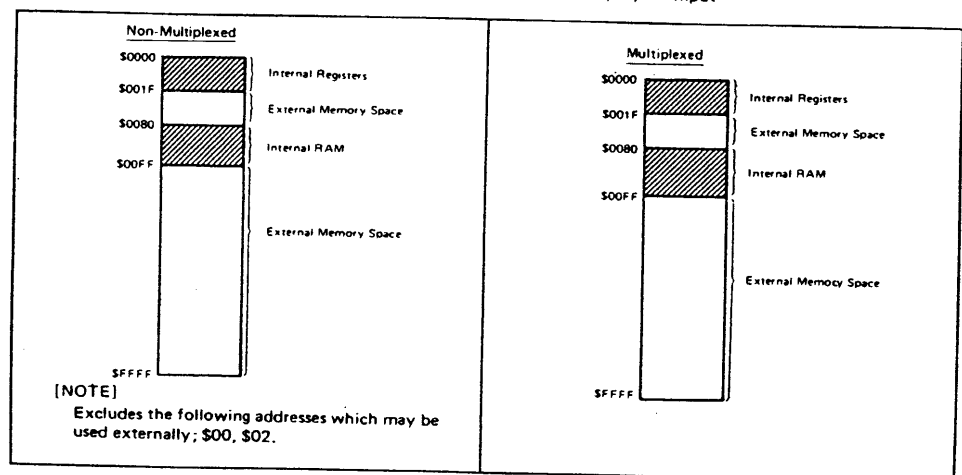 Non-Multiplexed
$0000
Internal Registers
$001F
External Memory Space
$0080
Internal RAM
$00FF
External Memory Space
$FFFF
[NOTE]
Excludes the following addresses which may be
used externally; $00, $02.
Multiplexed
$0000
Internal Registers
$001F
External Memory Space
$0080
Internal RAM
$00FF
External Memory Space
$FFFF